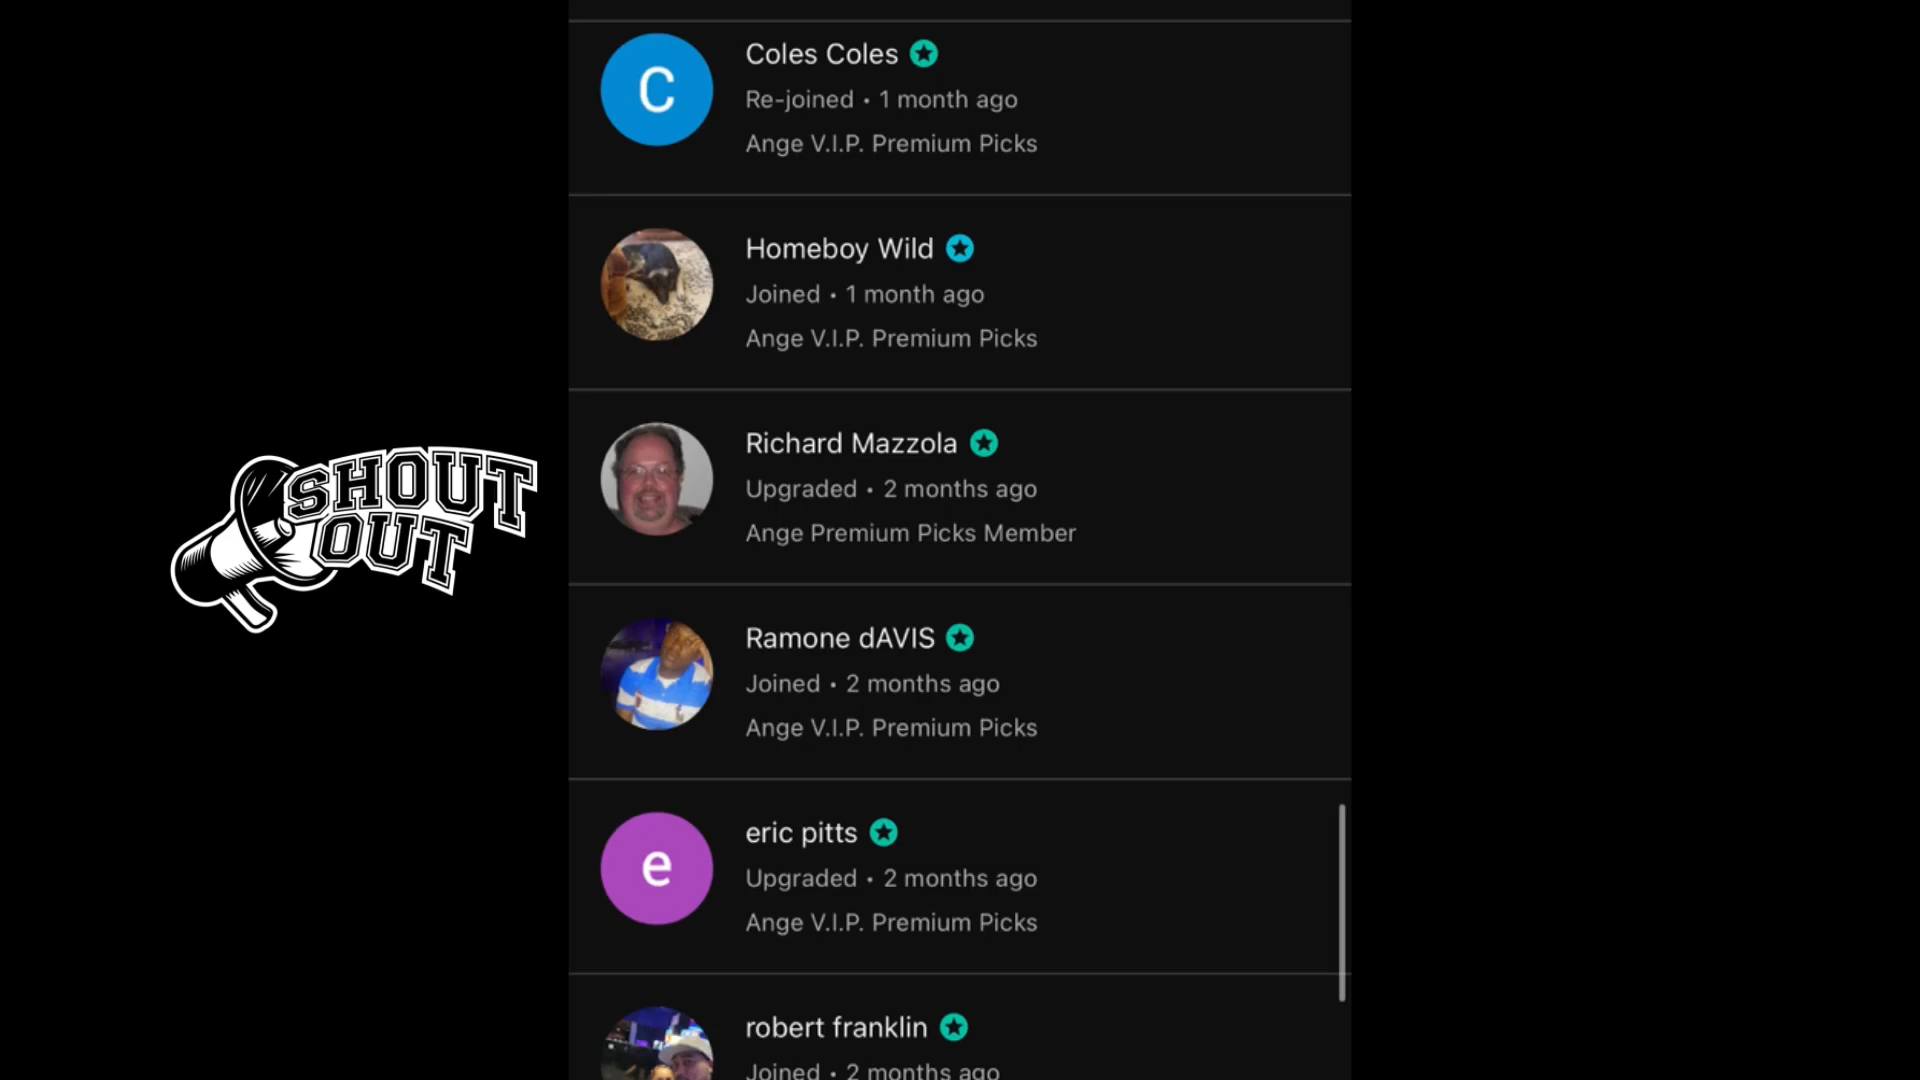 C
Coles Coles
Re-joined • 1 month ago
Ange V.I.P. Premium Picks
Homeboy Wild
Joined • 1 month ago
Ange V.I.P. Premium Picks
SHOUT
OUT
Richard Mazzola
Upgraded • 2 months ago
Ange Premium Picks Member
Ramone dAVIS
Joined • 2 months ago
Ange V.I.P. Premium Picks
e
eric pitts
Upgraded • 2 months ago
Ange V.I.P. Premium Picks
robert franklin
Joined • 2 months ago